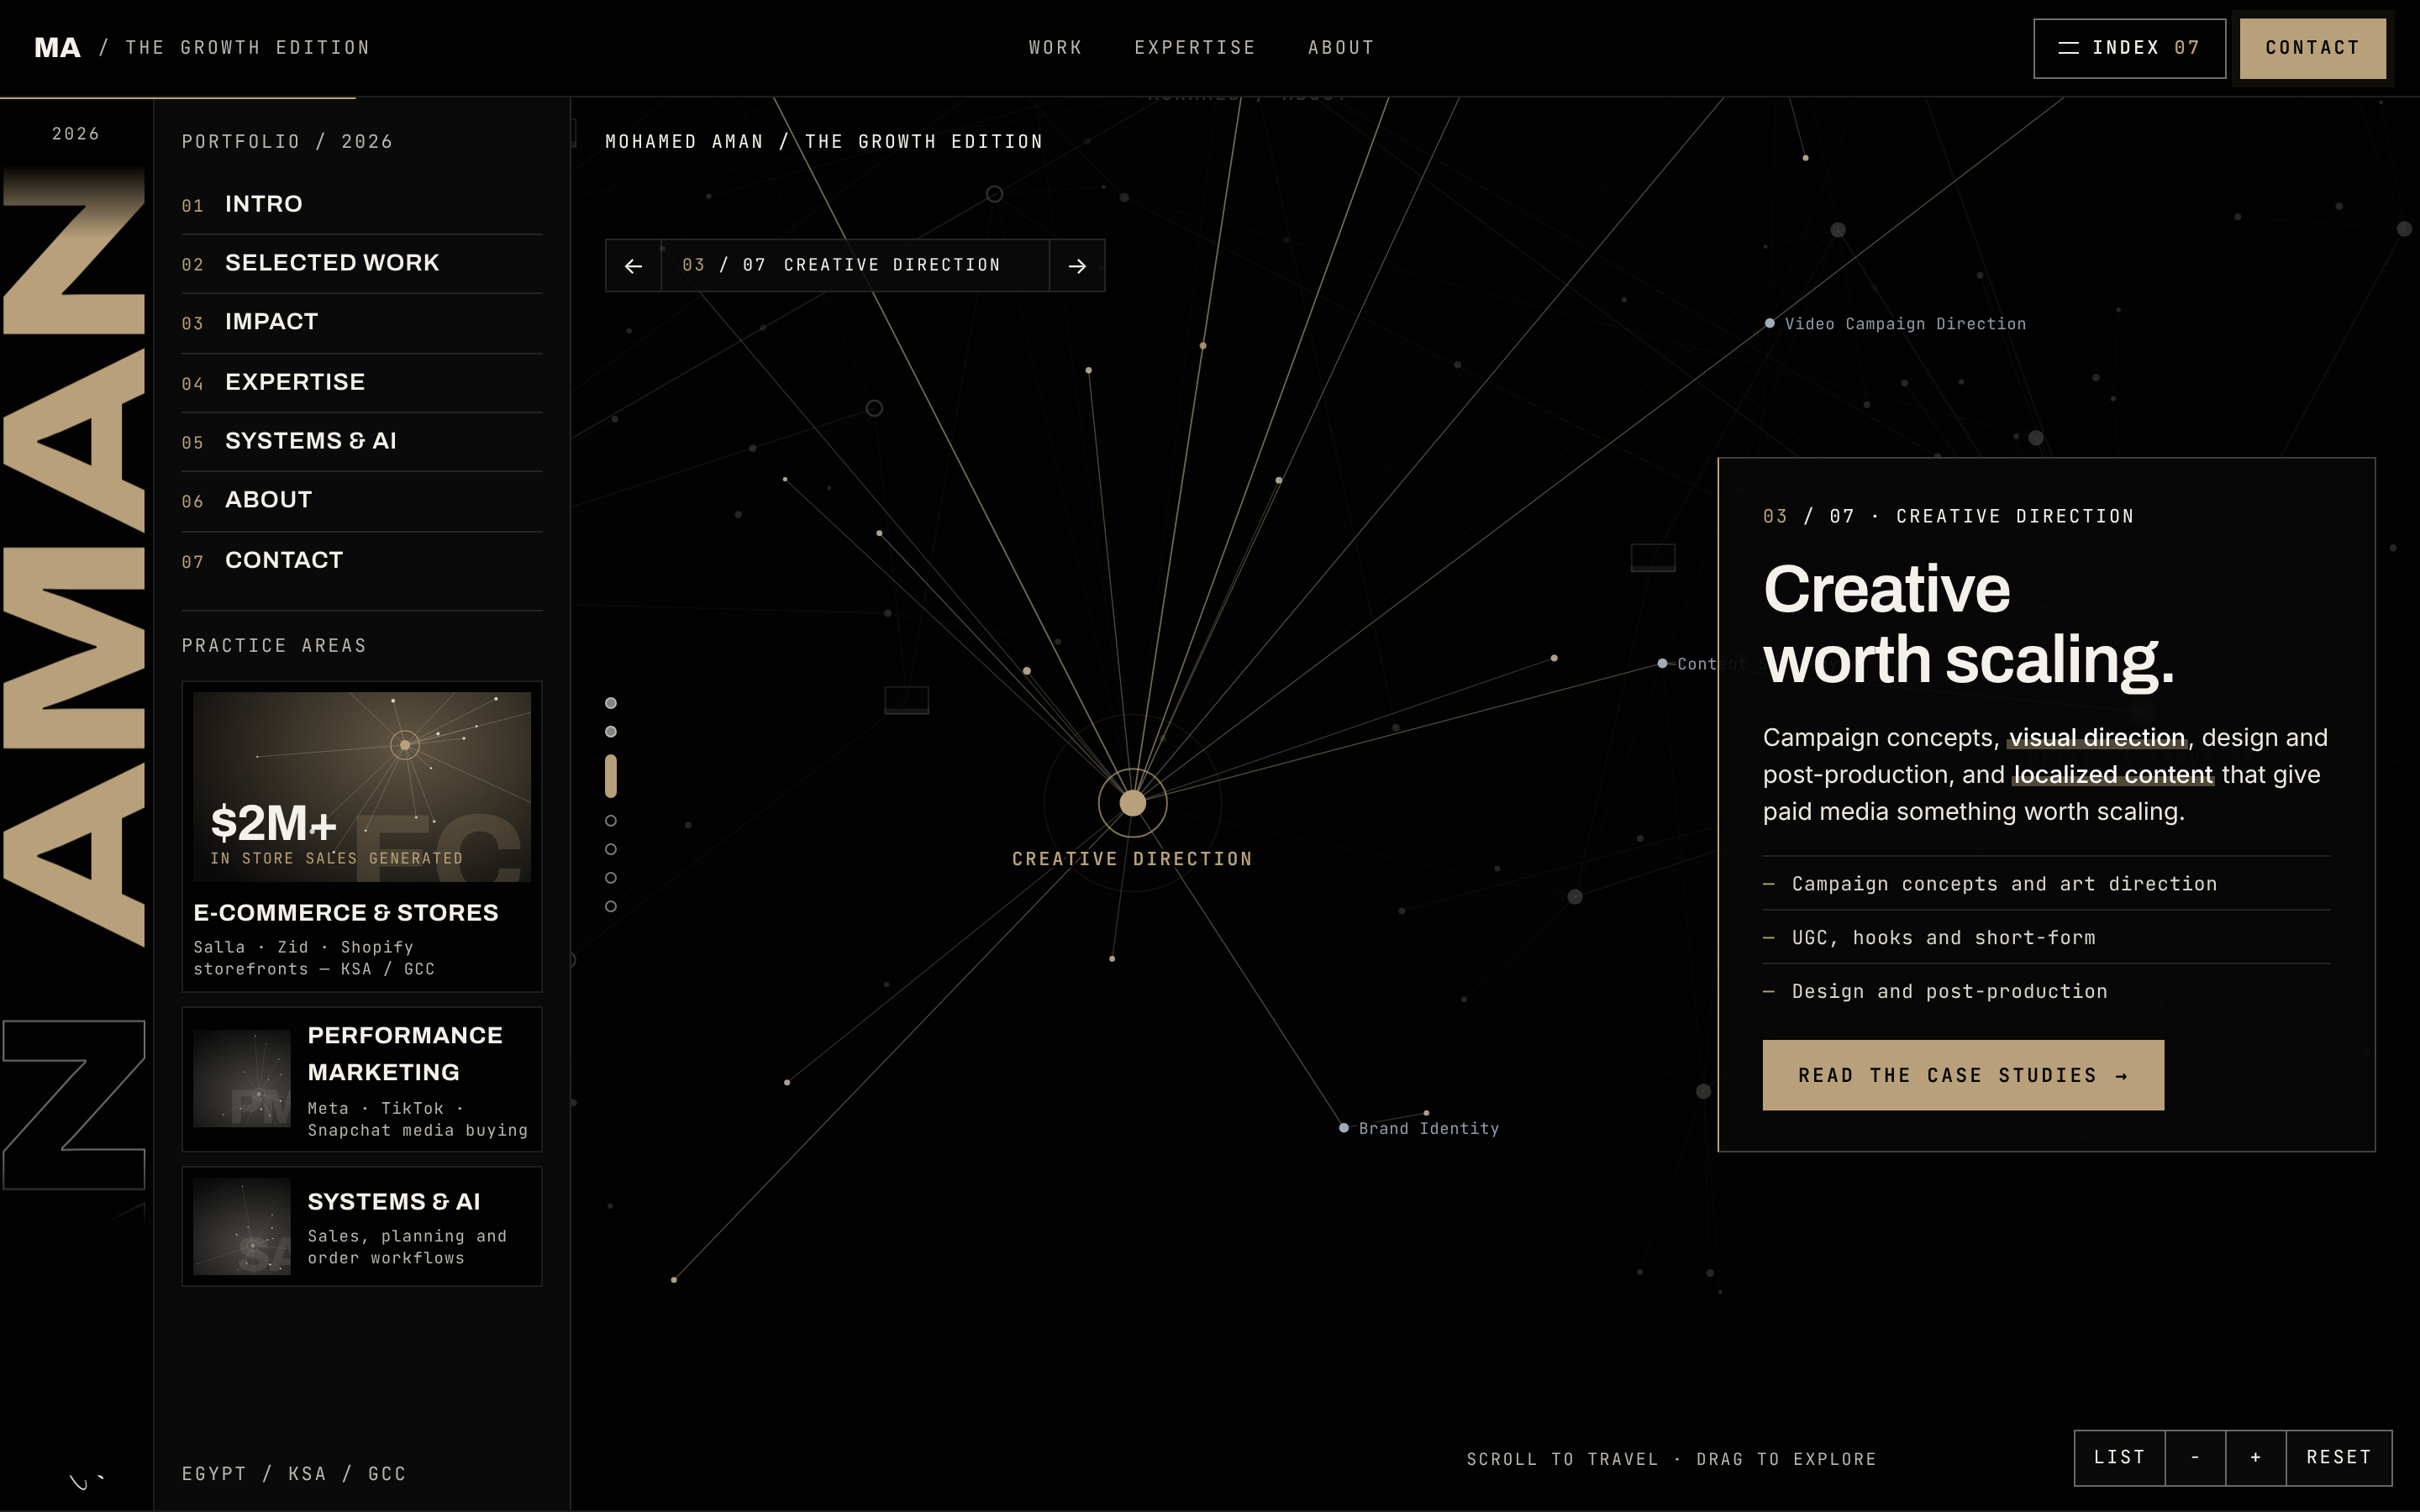 MA / THE GROWTH EDITION
WORK EXPERTISE ABOUT
INDEX 07
CONTACT
2026
AMAN
N
PORTFOLIO / 2026
01 INTRO
02 SELECTED WORK
03 IMPACT
04 EXPERTISE
05 SYSTEMS & AI
06 ABOUT
07 CONTACT
PRACTICE AREAS
EC
$2M+
IN STORE SALES GENERATED
E-COMMERCE & STORES
Salla · Zid · Shopify
storefronts — KSA / GCC
PM
PERFORMANCE
MARKETING
Meta · TikTok ·
Snapchat media buying
SA
SYSTEMS & AI
Sales, planning and
order workflows
EGYPT / KSA / GCC
MOHAMED AMAN / THE GROWTH EDITION
← 03 / 07 CREATIVE DIRECTION →
Video Campaign Direction
CREATIVE DIRECTION
Brand Identity
03 / 07 · CREATIVE DIRECTION
Creative
worth scaling.
Campaign concepts, visual direction, design and
post-production, and localized content that give
paid media something worth scaling.
— Campaign concepts and art direction
— UGC, hooks and short-form
— Design and post-production
READ THE CASE STUDIES →
SCROLL TO TRAVEL · DRAG TO EXPLORE
LIST - + RESET